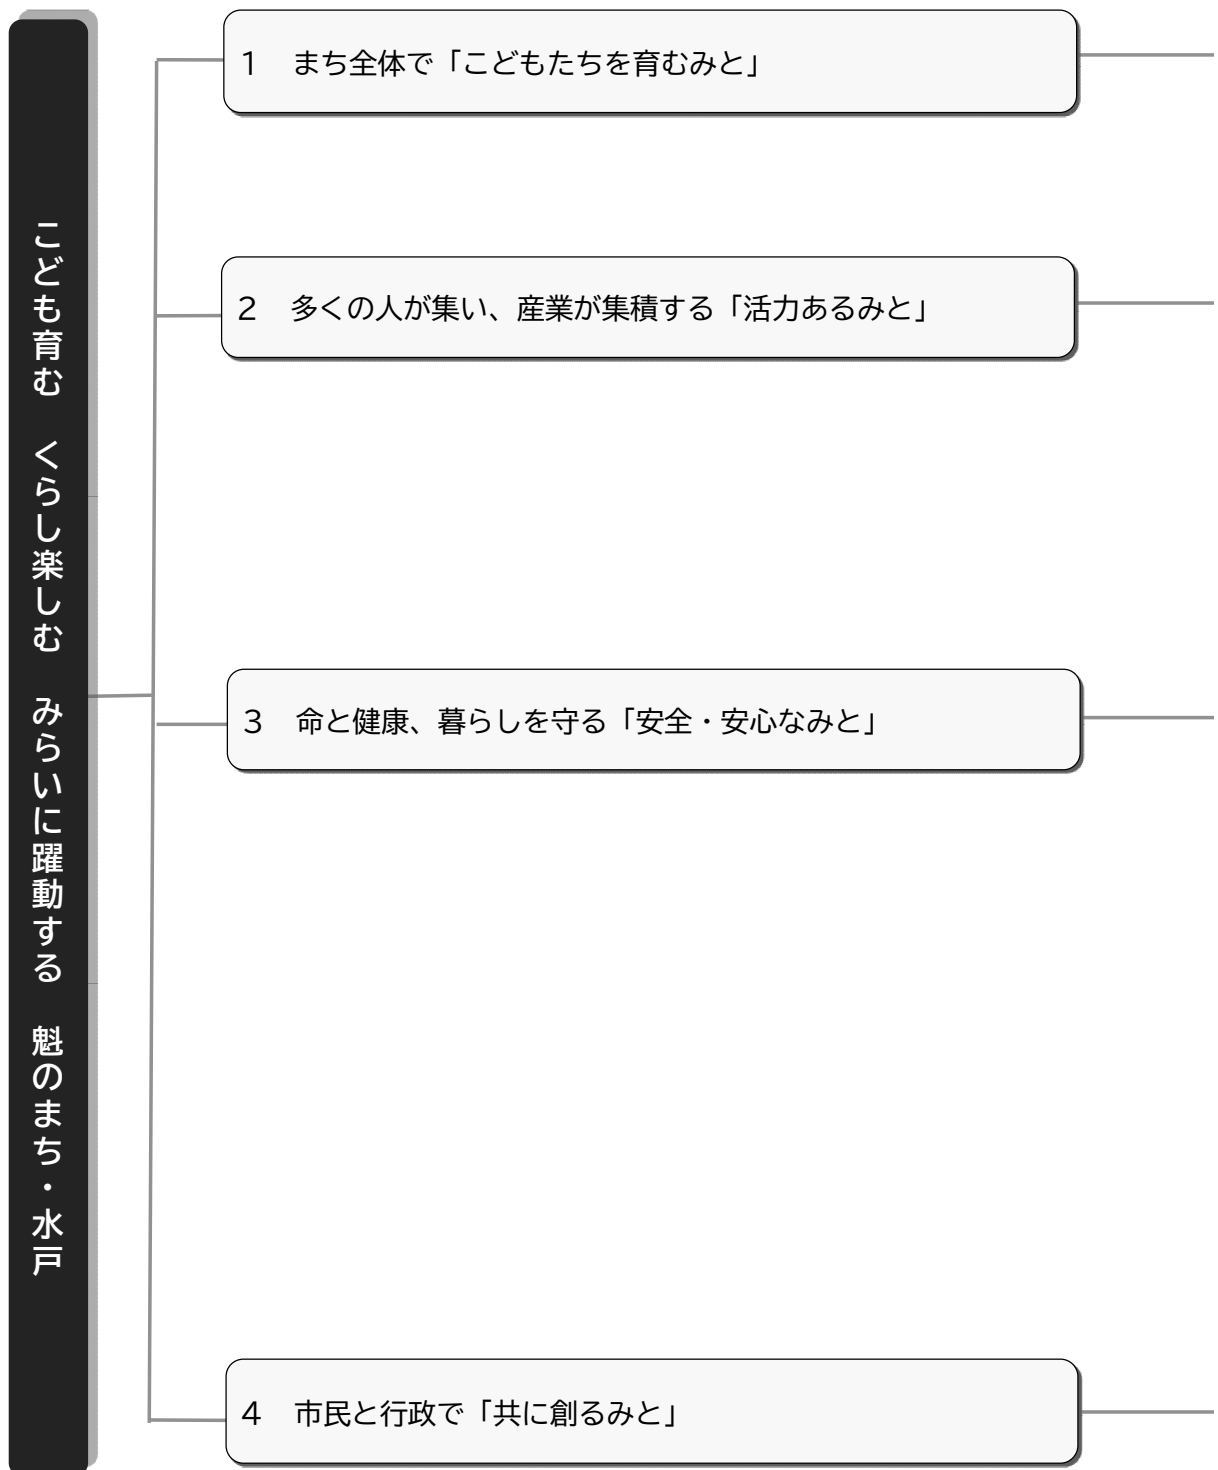 こども育む　くらし楽しむ　みらいに躍動する　魁のまち・水戸
1　まち全体で「こどもたちを育むみと」
2　多くの人が集い、産業が集積する「活力あるみと」
3　命と健康、暮らしを守る「安全・安心なみと」
4　市民と行政で「共に創るみと」